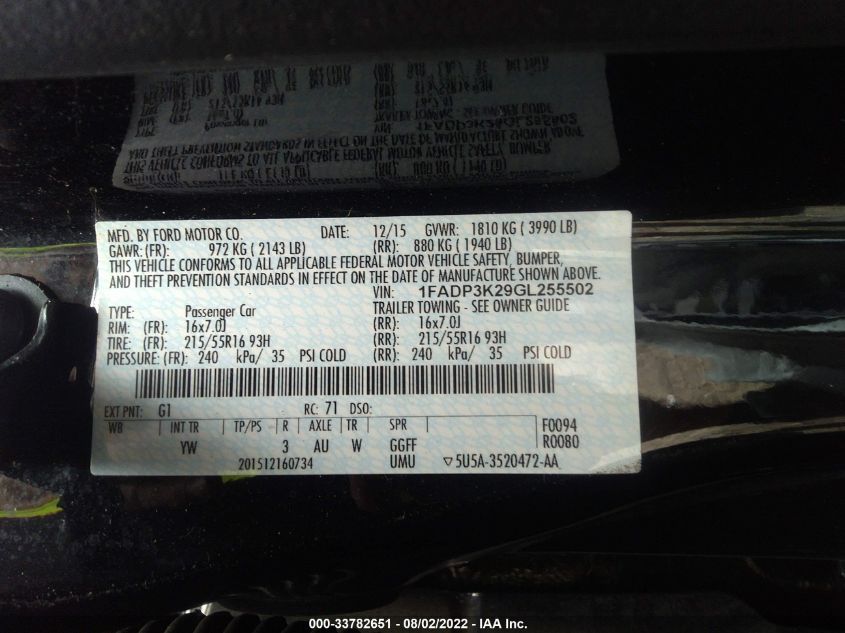 MFD. BY FORD MOTOR CO. DATE: 12/15 GVWR: 1810 KG ( 3990 LB)
GAWR: (FR) 972 KG ( 2143 LB) (RR): 880 KG ( 1940 LB)
THIS VEHICLE CONFORMS TO ALL APPLICABLE FEDERAL MOTOR VEHICLE SAFETY, BUMPER,
AND THEFT PREVENTION STANDARDS IN EFFECT ON THE DATE OF MANUFACTURE SHOWN ABOVE.
VIN: 1FADP3K29GL255502
TYPE: Passenger Car TRAILER TOWING - SEE OWNER GUIDE
RIM: (FR) 16x7.0J (RR): 16x7.0J
TIRE: (FR) 215/55R16 93H (RR): 215/55R16 93H
PRESSURE: (FR) 240 kPa/ 35 PSI COLD (RR) 240 kPa/ 35 PSI COLD
EXT PNT: G1 RC: 71 DSO:
WB INT TR TP/PS R AXLE TR SPR F0094
YW 3 AU W GGFF R0080
201512160734 UMU ▽5U5A-3520472-AA
000-33782651 - 08/02/2022 - IAA Inc.